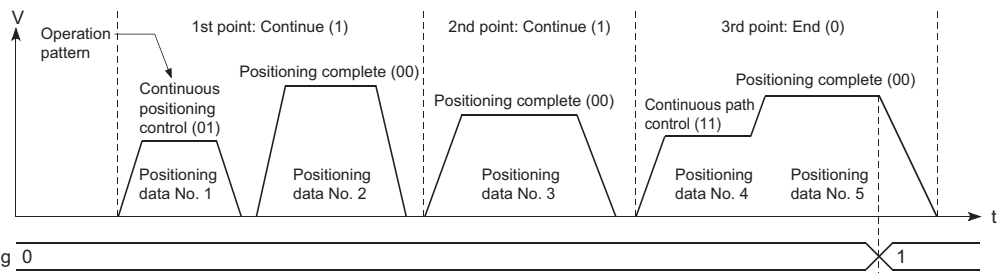 V
Operation
pattern
1st point: Continue (1)
2nd point: Continue (1)
3rd point: End (0)
Continuous
positioning
control (01)
Positioning complete (00)
Positioning complete (00)
Continuous path
control (11)
Positioning complete (00)
Positioning
data No. 1
Positioning
data No. 2
Positioning
data No. 3
Positioning
data No. 4
Positioning
data No. 5
t
g 0
1